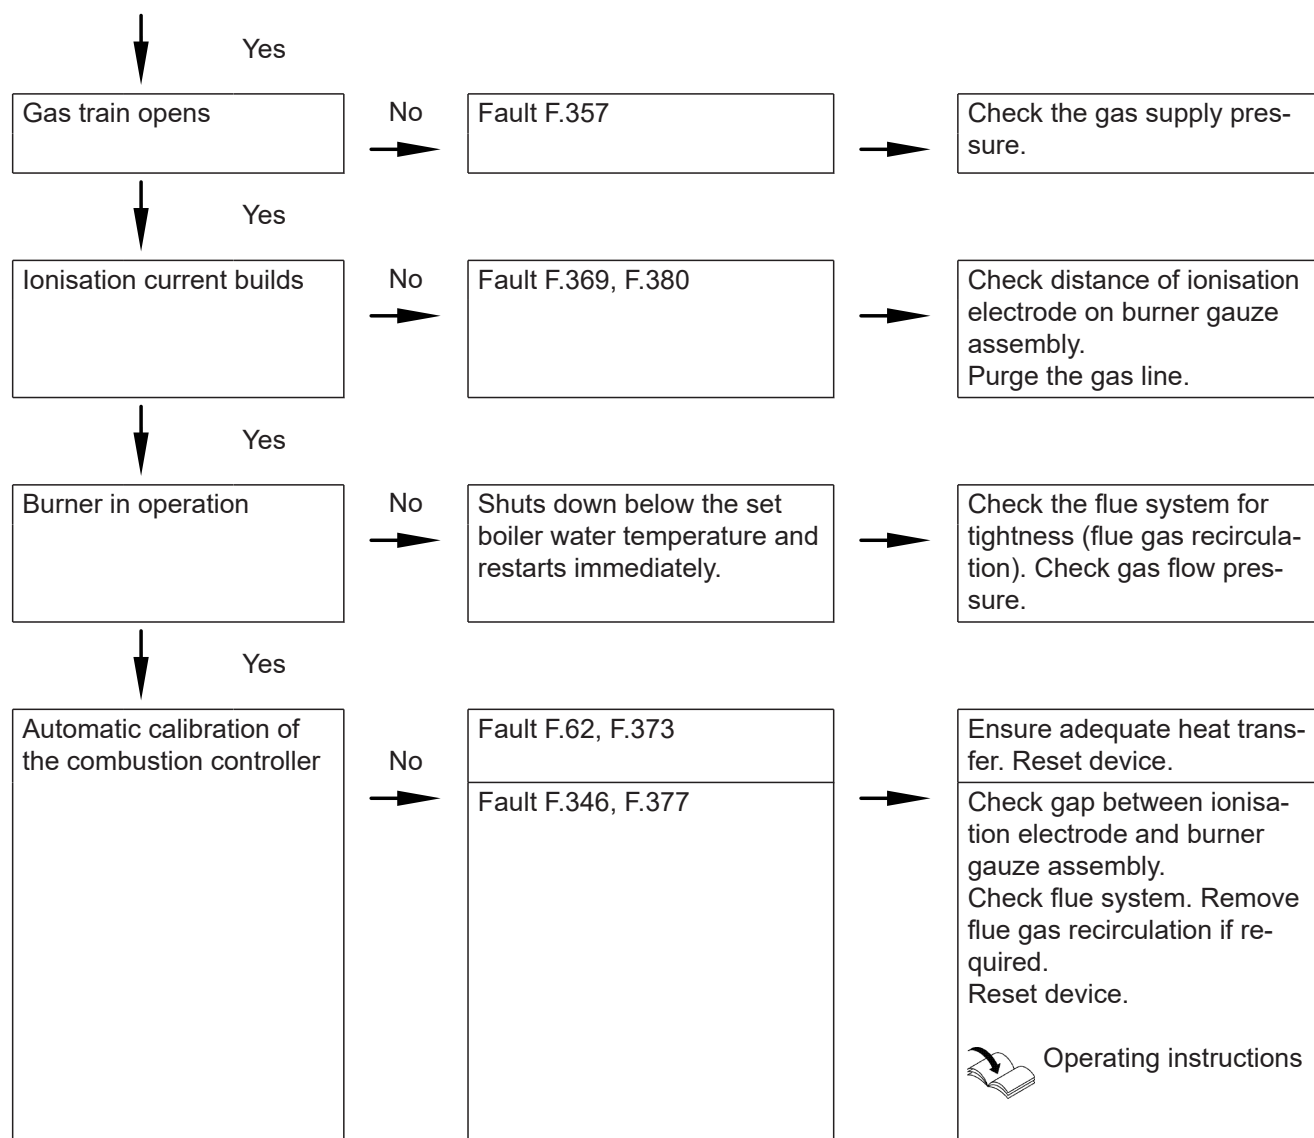 Yes
Gas train opens
No
Fault F.357
Check the gas supply pres-
sure.
Yes
Ionisation current builds
No
Fault F.369, F.380
Check distance of ionisation
electrode on burner gauze
assembly.
Purge the gas line.
Yes
Burner in operation
No
Shuts down below the set
boiler water temperature and
restarts immediately.
Check the flue system for
tightness (flue gas recircula-
tion). Check gas flow pres-
sure.
Yes
Automatic calibration of
the combustion controller
No
Fault F.62, F.373
Ensure adequate heat trans-
fer. Reset device.
Fault F.346, F.377
Check gap between ionisa-
tion electrode and burner
gauze assembly.
Check flue system. Remove
flue gas recirculation if re-
quired.
Reset device.
Operating instructions